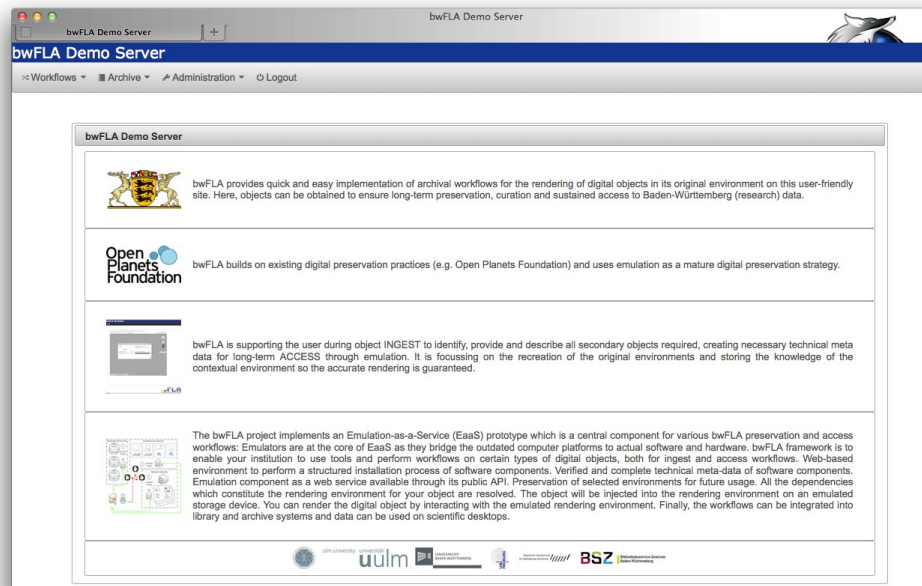 bwFLA Demo Server
bwFLA Demo Server
bwFLA Demo Server
Workflows Archive Administration Logout
bwFLA Demo Server
bwFLA provides quick and easy implementation of archival workflows for the rendering of digital objects in its original environment on this user-friendly
site. Here, objects can be obtained to ensure long-term preservation, curation and sustained access to Baden-Württemberg (research) data.
Open
Planets
Foundation
bwFLA builds on existing digital preservation practices (e.g. Open Planets Foundation) and uses emulation as a mature digital preservation strategy.
bwFLA is supporting the user during object INGEST to identify, provide and describe all secondary objects required, creating necessary technical meta
data for long-term ACCESS through emulation. It is focussing on the recreation of the original environments and storing the knowledge of the
contextual environment so the accurate rendering is guaranteed.
The bwFLA project implements an Emulation-as-a-Service (EaaS) prototype which is a central component for various bwFLA preservation and access
workflows: Emulators are at the core of EaaS as they bridge the outdated computer platforms to actual software and hardware. bwFLA framework is to
enable your institution to use tools and perform workflows on certain types of digital objects, both for ingest and access workflows. Web-based
environment to perform a structured installation process of software components. Verified and complete technical meta-data of software components.
Emulation component as a web service available through its public API. Preservation of selected environments for future usage. All the dependencies
which constitute the rendering environment for your object are resolved. The object will be injected into the rendering environment on an emulated
storage device. You can render the digital object by interacting with the emulated rendering environment. Finally, the workflows can be integrated into
library and archive systems and data can be used on scientific desktops.
ulm university universität
uulm
LANDESARCHIV
BADEN-WÜRTTEMBERG
BSZ Bibliotheksservice-Zentrum
Baden-Württemberg